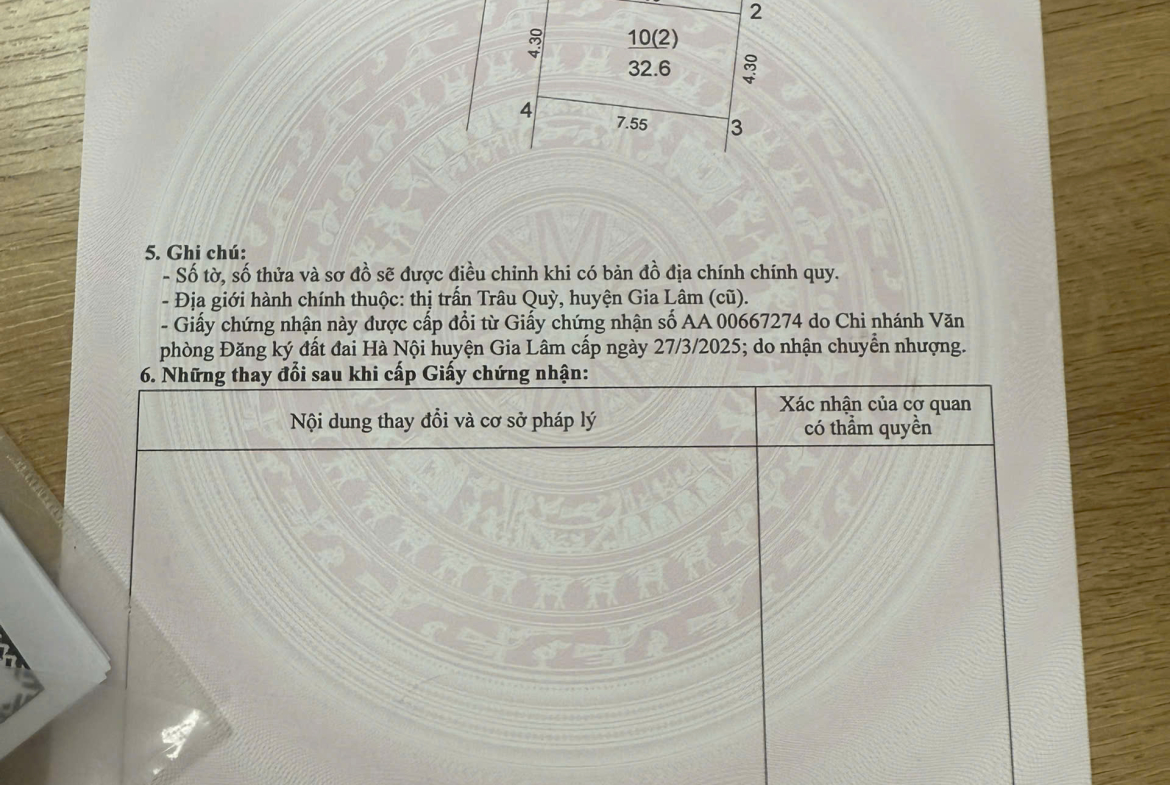 2
4.30
10(2)
32.6
4.30
4
7.55
3
5. Ghi chú:
- Số tờ, số thửa và sơ đồ sẽ được điều chỉnh khi có bản đồ địa chính chính quy.
- Địa giới hành chính thuộc: thị trấn Trâu Quỳ, huyện Gia Lâm (cũ).
- Giấy chứng nhận này được cấp đổi từ Giấy chứng nhận số AA 00667274 do Chi nhánh Văn
phòng Đăng ký đất đai Hà Nội huyện Gia Lâm cấp ngày 27/3/2025; do nhận chuyển nhượng.
6. Những thay đổi sau khi cấp Giấy chứng nhận:
Nội dung thay đổi và cơ sở pháp lý
Xác nhận của cơ quan
có thẩm quyền